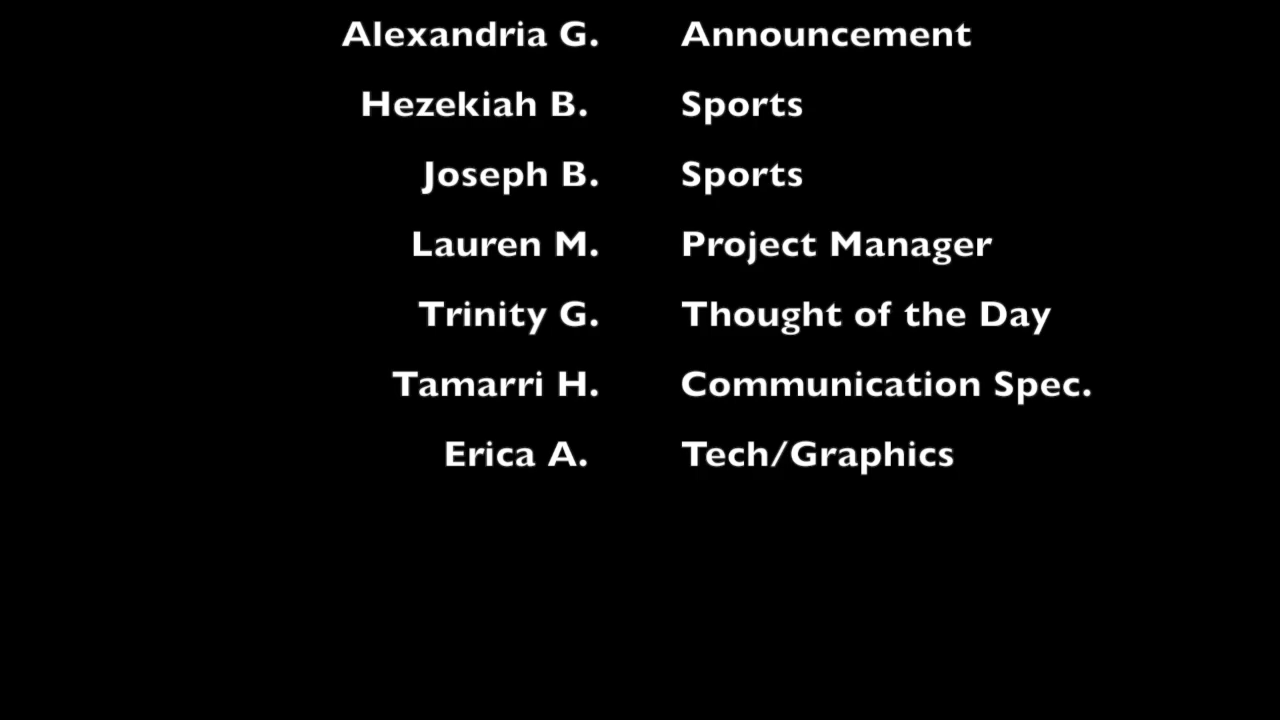 Alexandria G. Announcement
Hezekiah B. Sports
Joseph B. Sports
Lauren M. Project Manager
Trinity G. Thought of the Day
Tamarri H. Communication Spec.
Erica A. Tech/Graphics